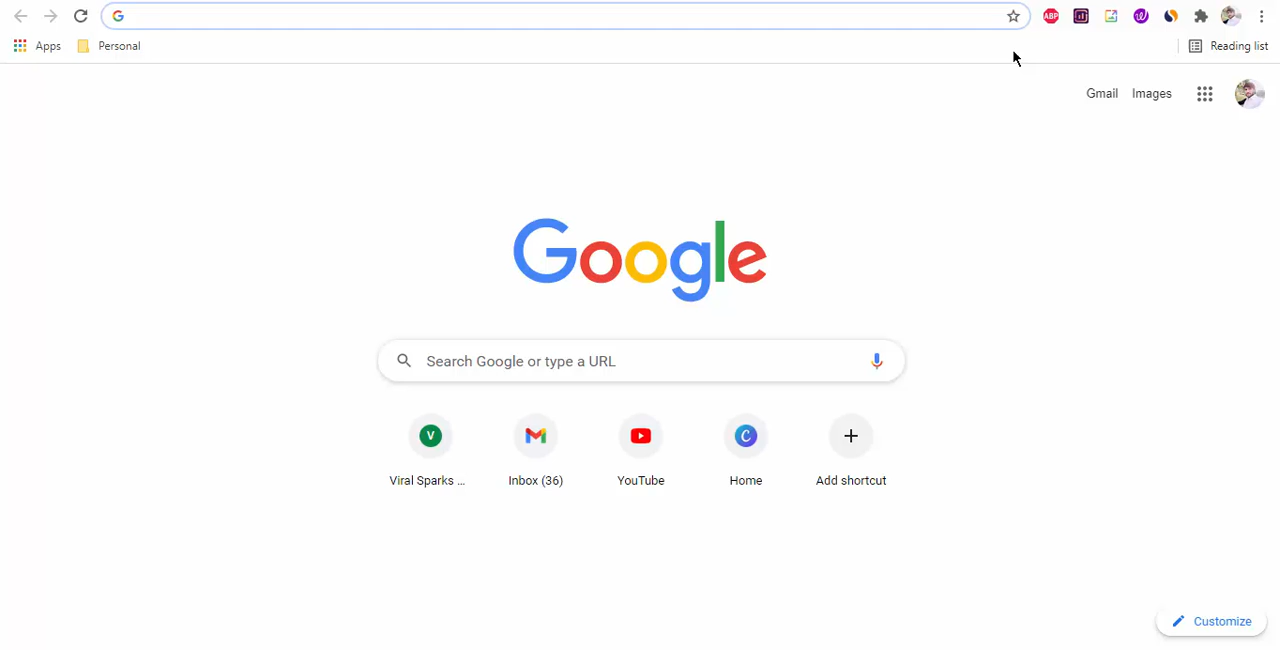 ABP
Apps Personal Reading list
Gmail Images
Google
Search Google or type a URL
V
Viral Sparks ... Inbox (36) YouTube Home Add shortcut
Customize